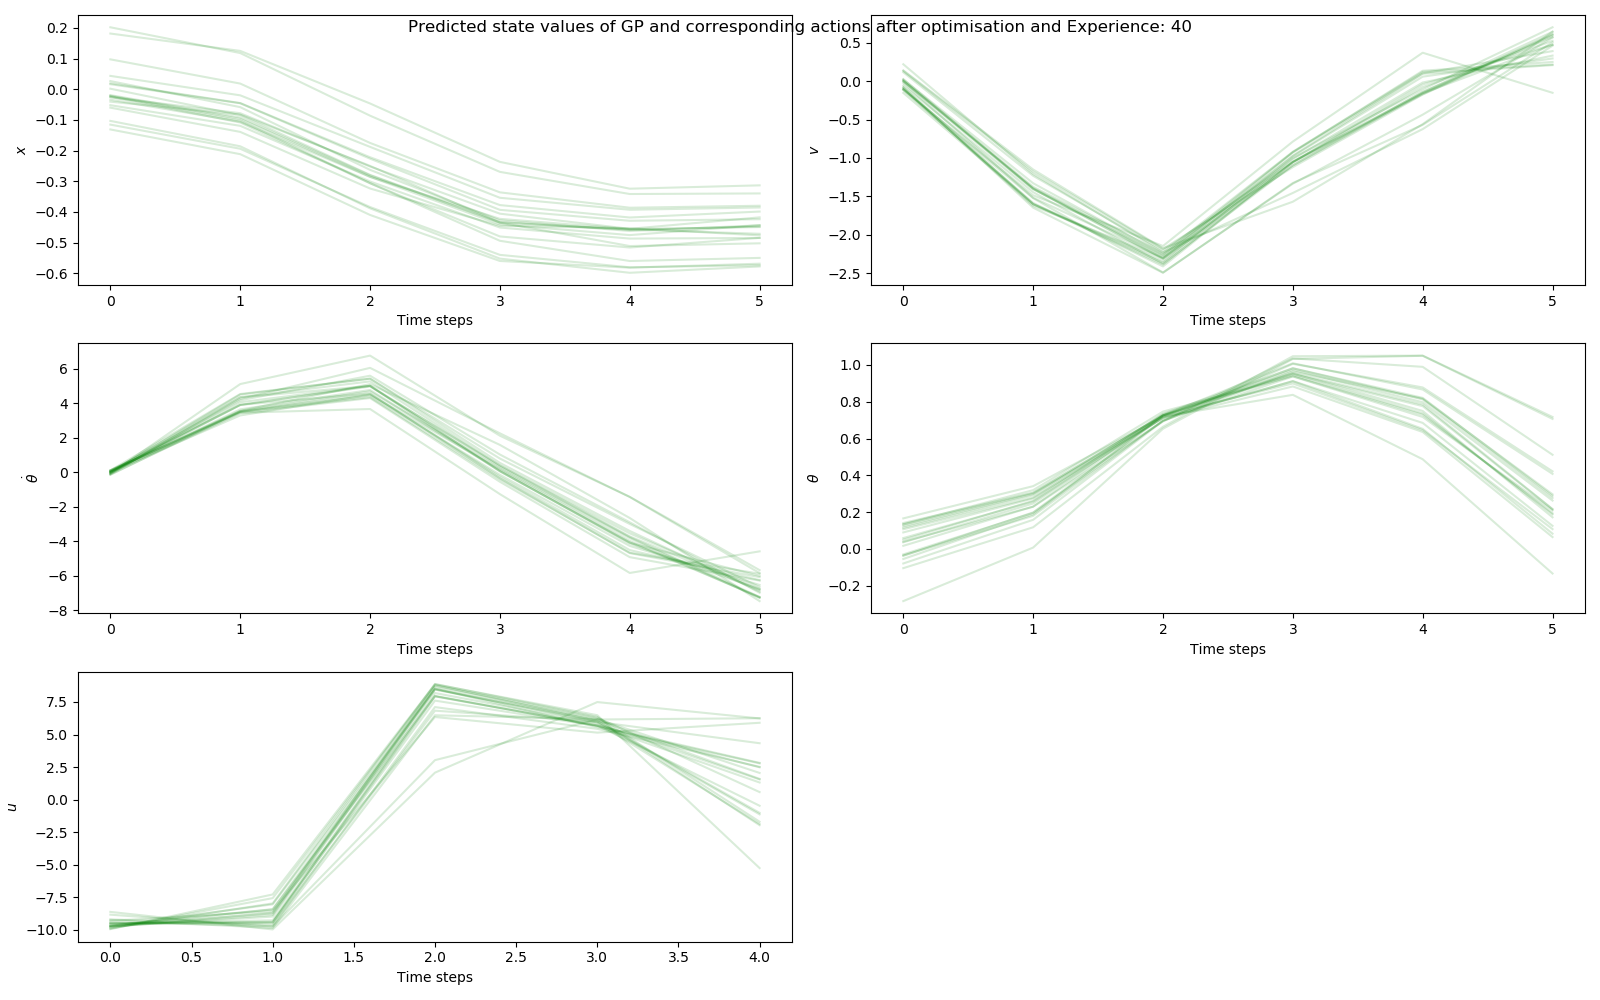 Predicted state values of GP and corresponding actions after optimisation and Experience: 40
0.2
0.1
0.0
−0.1
−0.2
−0.3
−0.4
−0.5
−0.6
x
0 1 2 3 4 5
Time steps
0.5
0.0
−0.5
−1.0
−1.5
−2.0
−2.5
v
0 1 2 3 4 5
Time steps
6
4
2
0
−2
−4
−6
−8
θ̇
0 1 2 3 4 5
Time steps
1.0
0.8
0.6
0.4
0.2
0.0
−0.2
θ
0 1 2 3 4 5
Time steps
7.5
5.0
2.5
0.0
−2.5
−5.0
−7.5
−10.0
u
0.0 0.5 1.0 1.5 2.0 2.5 3.0 3.5 4.0
Time steps